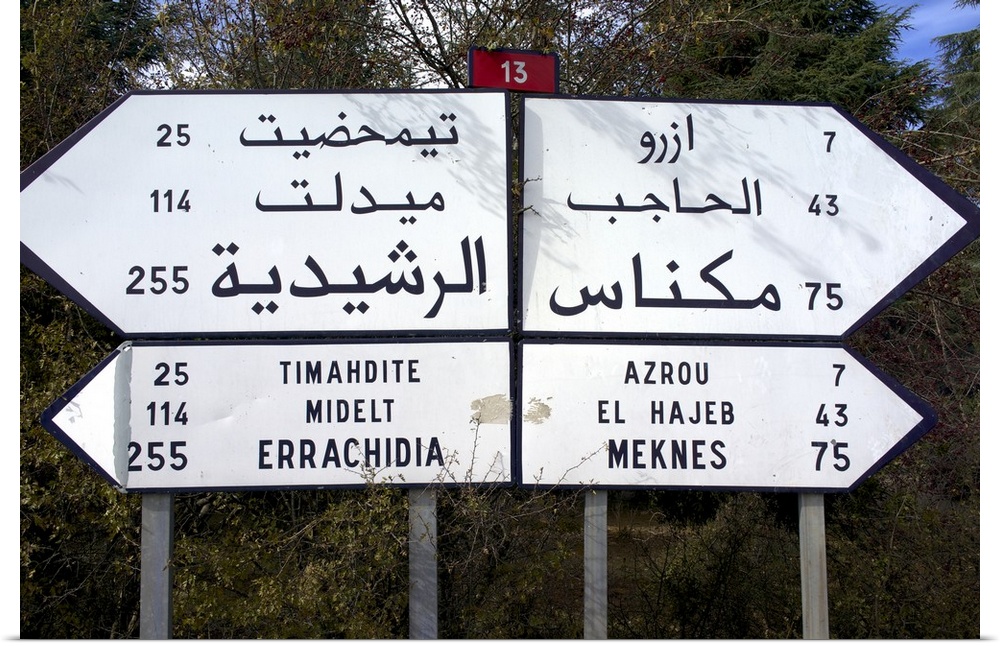 13
تيمحضيت 25
ميدلت 114
الرشيدية 255
ازرو 7
الحاجب 43
مكناس 75
25 TIMAHDITE
114 MIDELT
255 ERRACHIDIA
AZROU 7
EL HAJEB 43
MEKNES 75